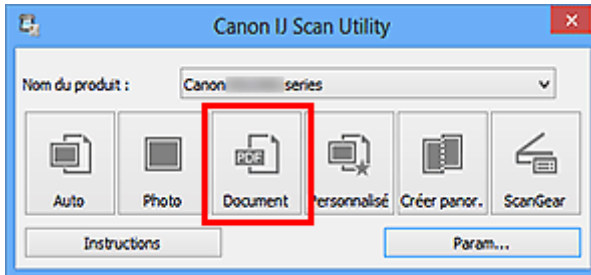 Canon IJ Scan Utility
Nom du produit : Canon series
PDF
Auto Photo Document Personnalisé Créer panor. ScanGear
Instructions Param...